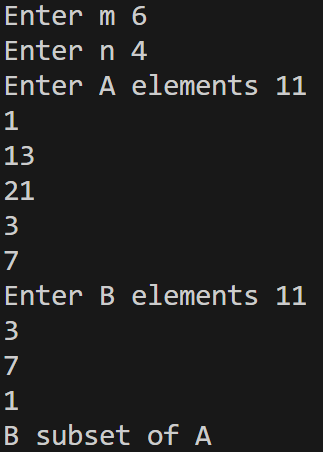 Enter m 6
Enter n 4
Enter A elements 11
1
13
21
3
7
Enter B elements 11
3
7
1
B subset of A